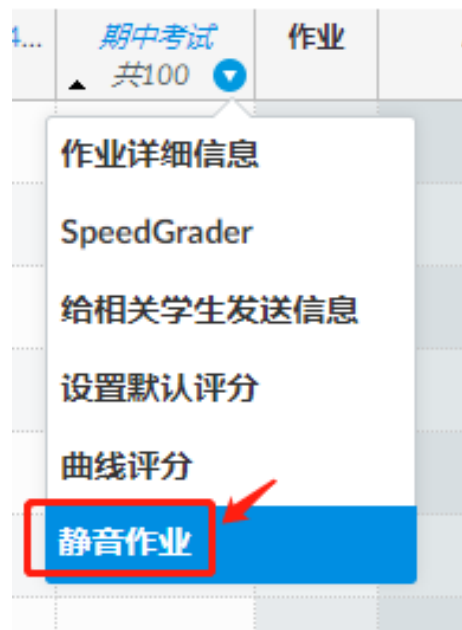 4... 期中考试 作业
共100
作业详细信息
SpeedGrader
给相关学生发送信息
设置默认评分
曲线评分
静音作业